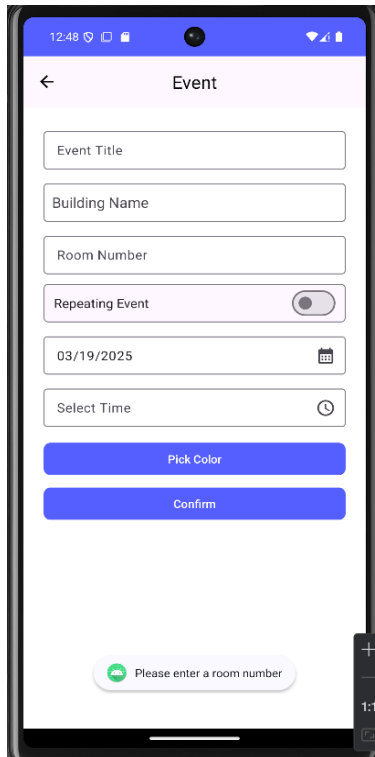 12:48
Event
Event Title
Building Name
Room Number
Repeating Event
03/19/2025
Select Time
Pick Color
Confirm
Please enter a room number